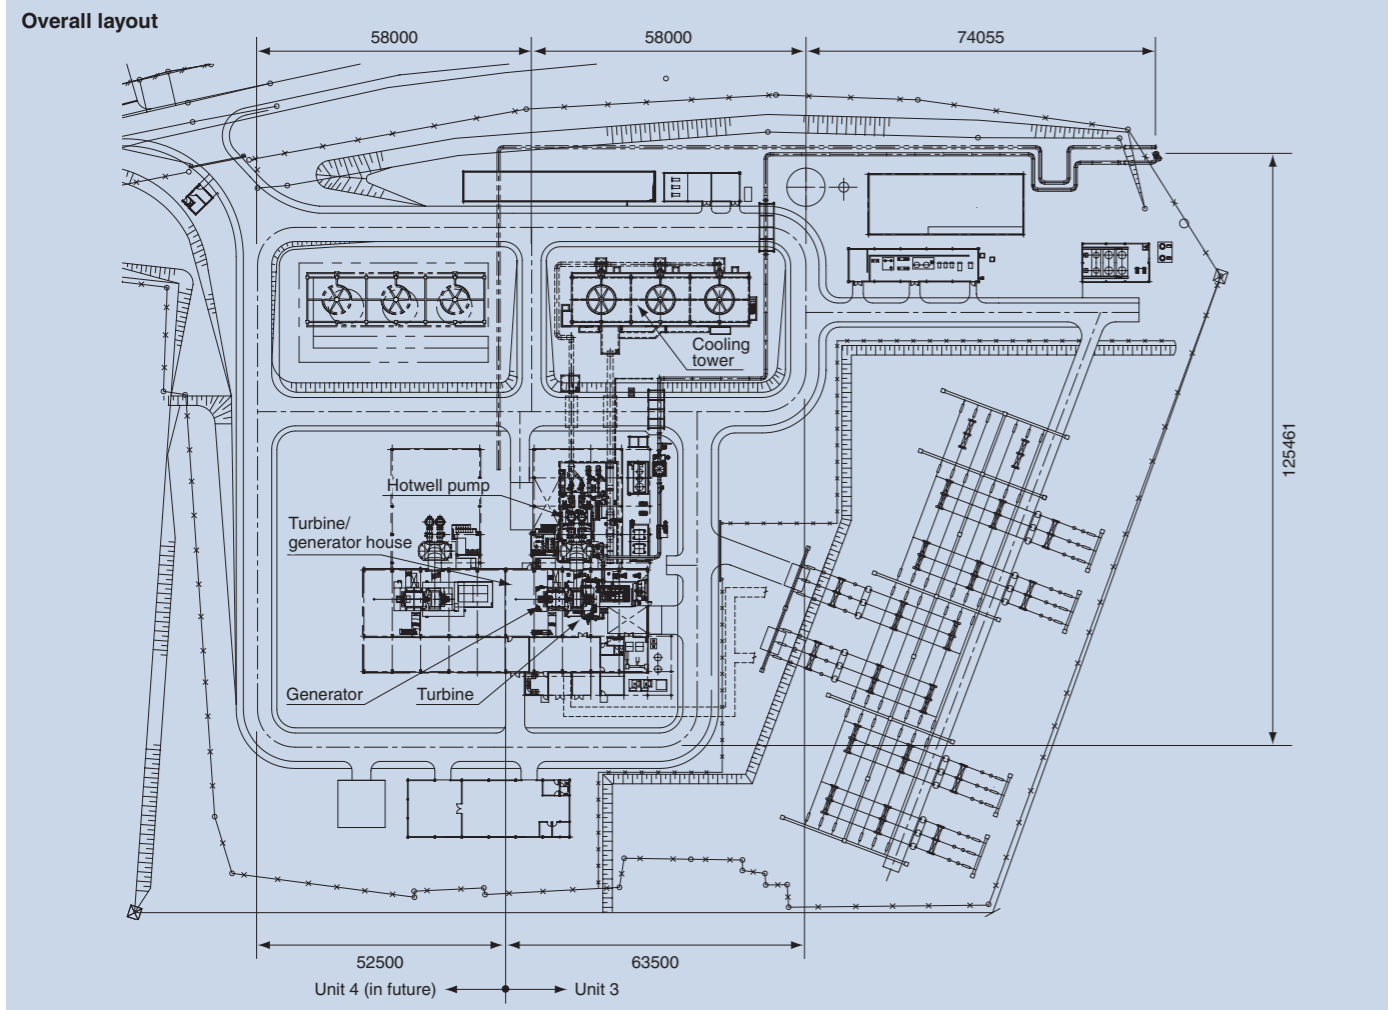 Overall layout
58000
58000
74055
Cooling
tower
125461
Hotwell pump
Turbine/
generator house
Generator
Turbine
52500
63500
Unit 4 (in future)
Unit 3